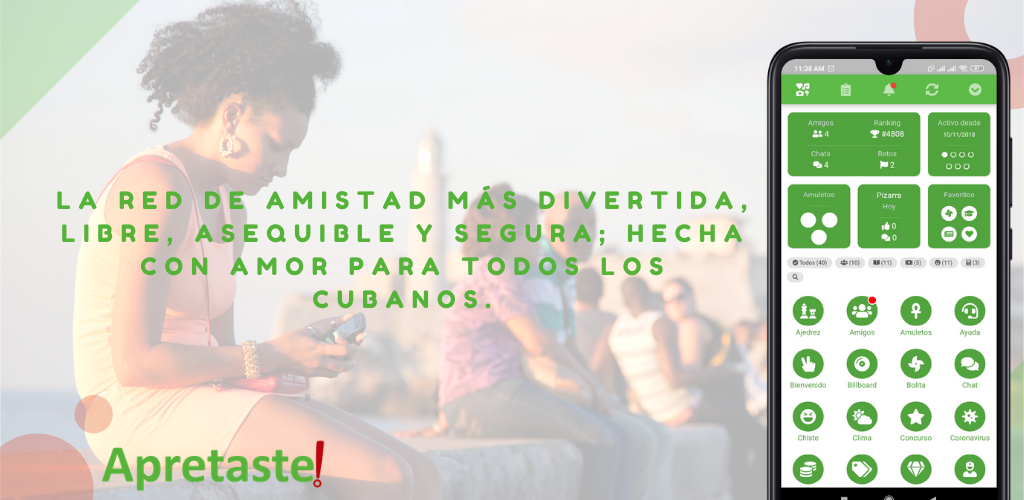 LA RED DE AMISTAD MÁS DIVERTIDA,
LIBRE, ASEQUIBLE Y SEGURA; HECHA
CON AMOR PARA TODOS LOS
CUBANOS.
Apretaste!
11:38 AM
Amigos Ranking Activo desde
4 #4808 10/11/2018
Chats Retos
4 2
Amuletos Pizarra Favoritos
Hoy
0
0
Todos (40) (10) (11) (5) (11) (3)
Ajedrez Amigos Amuletos Ayuda
Bienvenido Billboard Bolita Chat
Chiste Clima Concurso Coronavirus